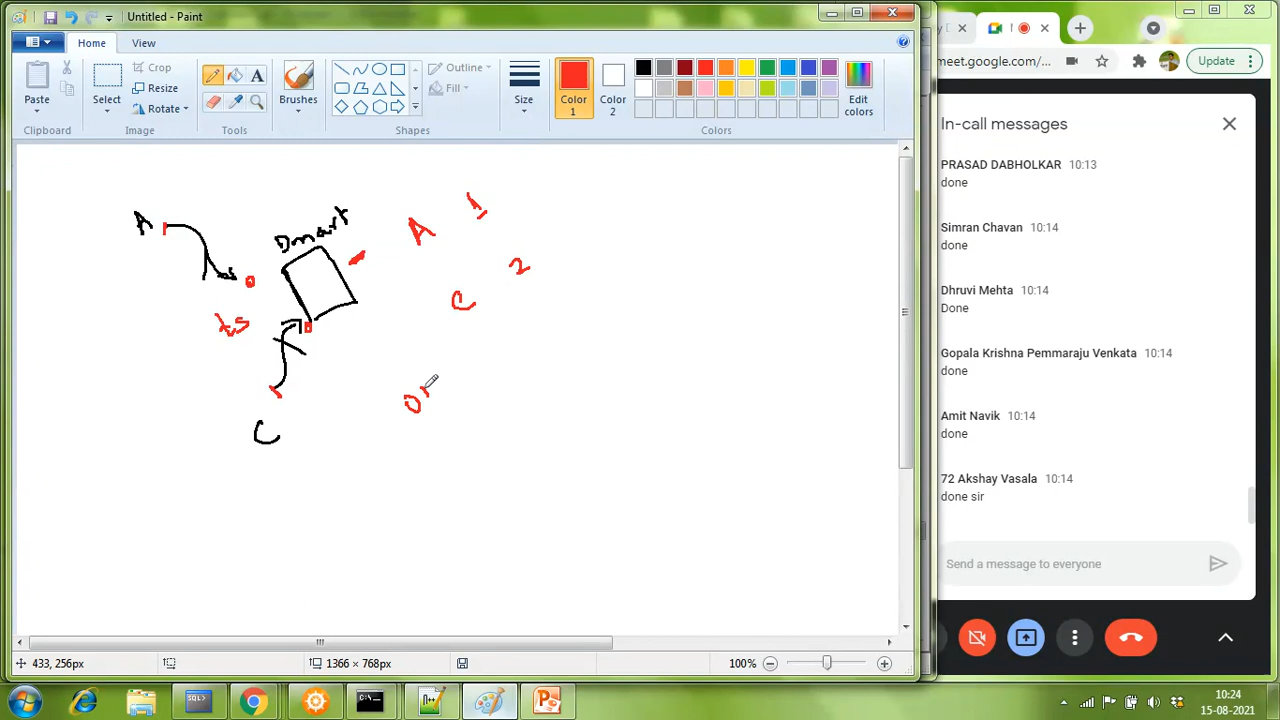 Untitled - Paint
Home
View
Paste
Select
Crop
Resize
Rotate
Brushes
Outline
Fill
Size
Color 1
Color 2
Edit colors
Clipboard
Image
Tools
Shapes
Colors
A
Dmart
A
1
2
C
C
433, 256px
1366 × 768px
100%
meet.google.com/...
Update
In-call messages
PRASAD DABHOLKAR 10:13
done
Simran Chavan 10:14
done
Dhruvi Mehta 10:14
Done
Gopala Krishna Pemmaraju Venkata 10:14
done
Amit Navik 10:14
done
72 Akshay Vasala 10:14
done sir
Send a message to everyone
10:24
15-08-2021